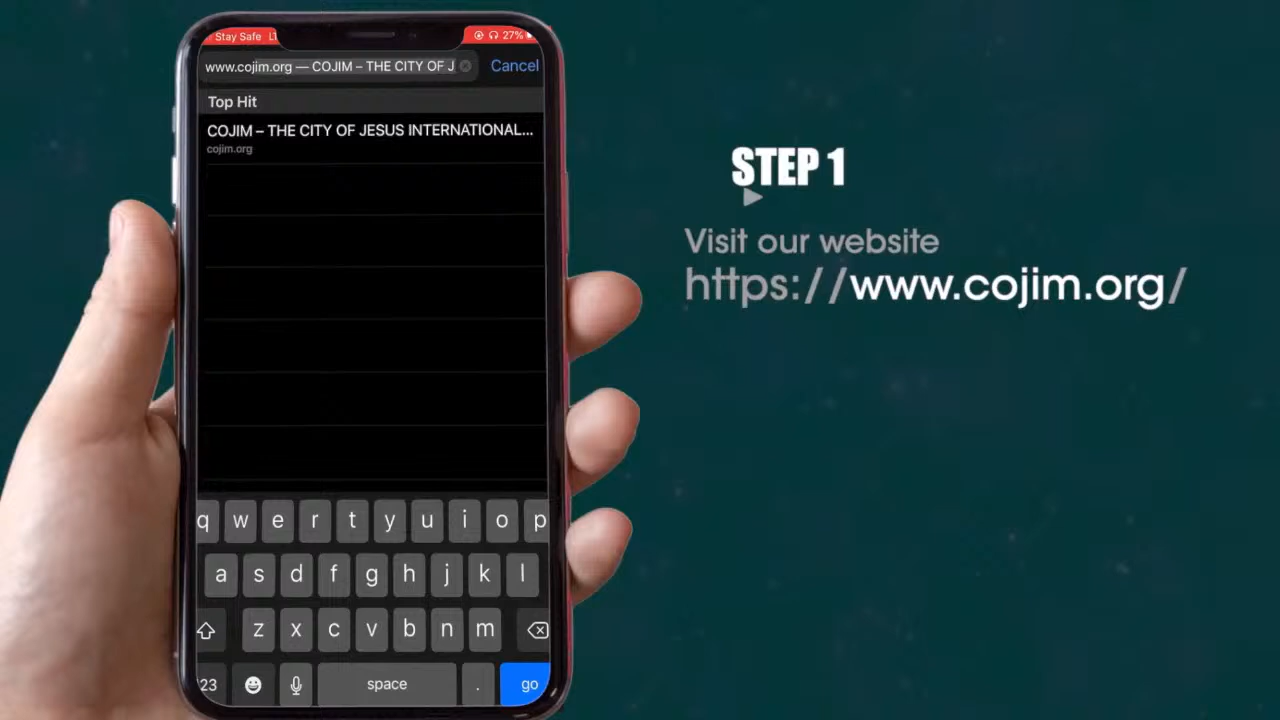 Stay Safe LT
27%
www.cojim.org — COJIM – THE CITY OF J
Cancel
Top Hit
COJIM – THE CITY OF JESUS INTERNATIONAL...
cojim.org
q w e r t y u i o p
a s d f g h j k l
z x c v b n m
23
space
.
go
STEP 1
Visit our website
https://www.cojim.org/